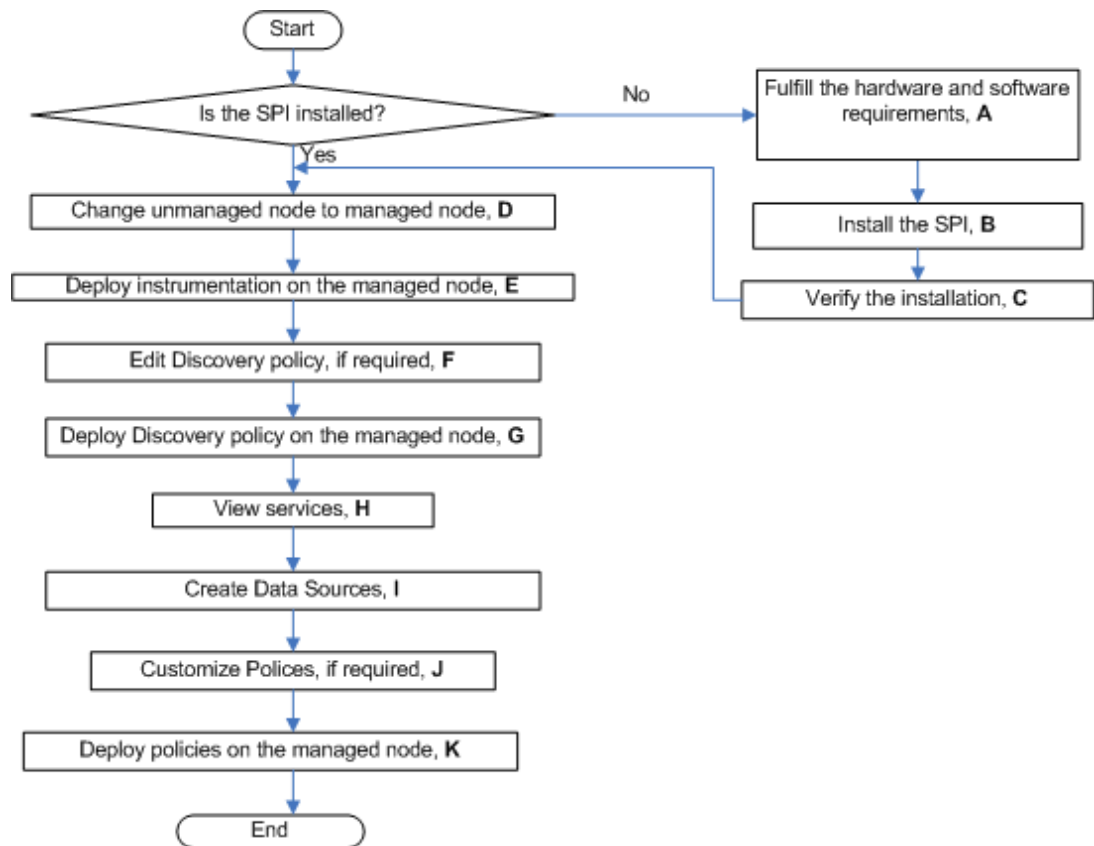 Start
Is the SPI installed?
No
Fulfill the hardware and software
requirements, A
Yes
Install the SPI, B
Verify the installation, C
Change unmanaged node to managed node, D
Deploy instrumentation on the managed node, E
Edit Discovery policy, if required, F
Deploy Discovery policy on the managed node, G
View services, H
Create Data Sources, I
Customize Polices, if required, J
Deploy policies on the managed node, K
End